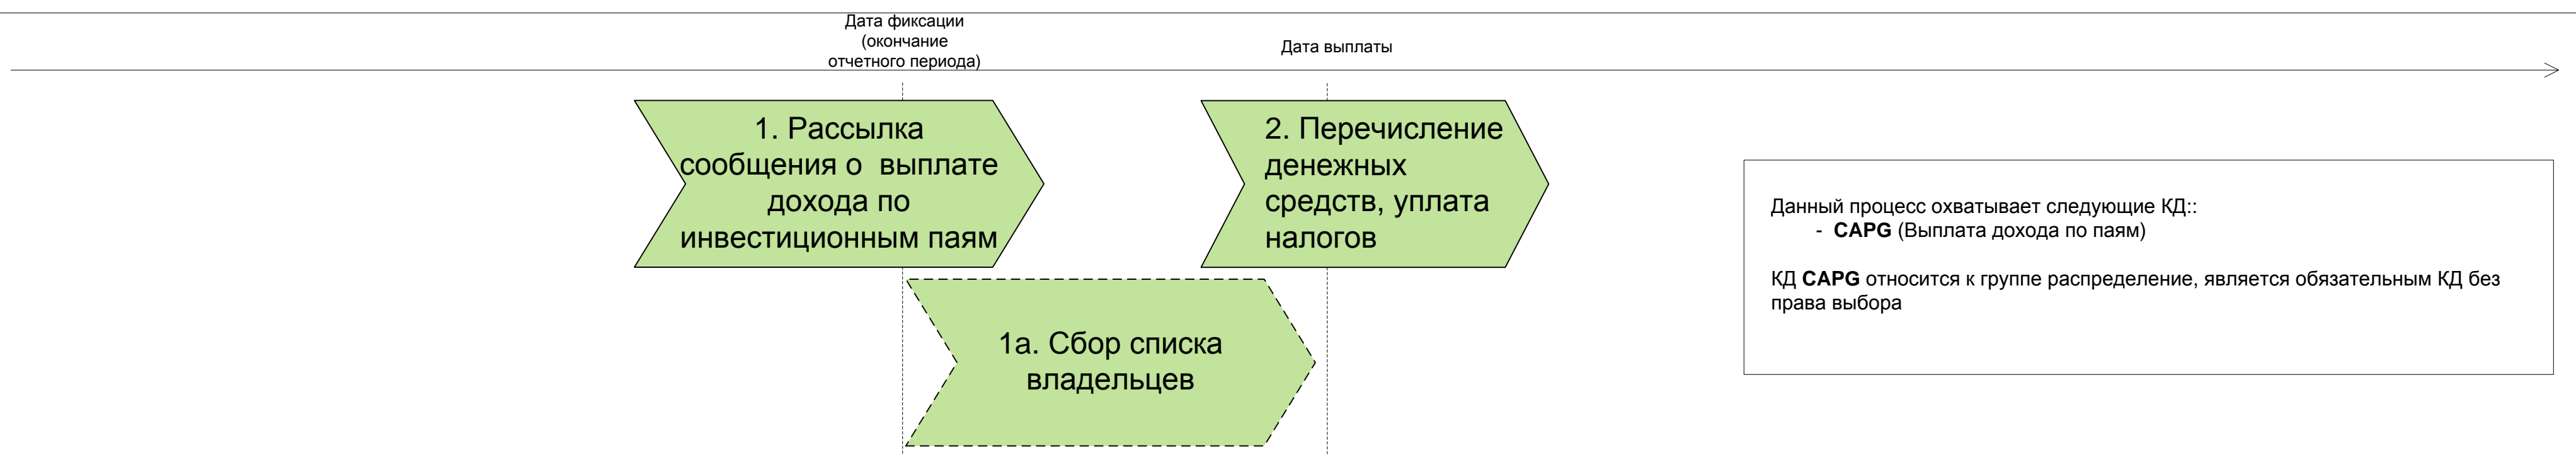 Дата фиксации
(окончание
отчетного периода)
Дата выплаты
1. Рассылка
сообщения о выплате
дохода по
инвестиционным паям
2. Перечисление
денежных
средств, уплата
налогов
1а. Сбор списка
владельцев
Данный процесс охватывает следующие КД::
- CAPG (Выплата дохода по паям)
КД CAPG относится к группе распределение, является обязательным КД без
права выбора